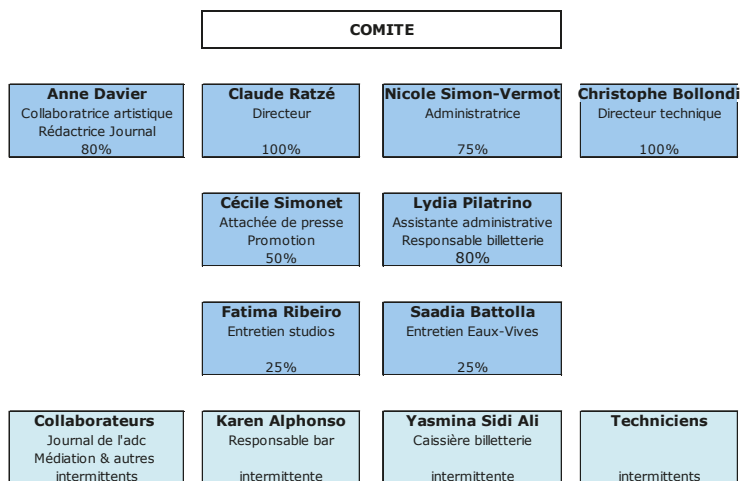 COMITE
Anne Davier
Collaboratrice artistique
Rédactrice Journal
80%
Claude Ratzé
Directeur
100%
Nicole Simon-Vermot
Administratrice
75%
Christophe Bollondi
Directeur technique
100%
Cécile Simonet
Attachée de presse
Promotion
50%
Lydia Pilatrino
Assistante administrative
Responsable billetterie
80%
Fatima Ribeiro
Entretien studios
25%
Saadia Battolla
Entretien Eaux-Vives
25%
Collaborateurs
Journal de l'adc
Médiation & autres
intermittents
Karen Alphonso
Responsable bar
intermittente
Yasmina Sidi Ali
Caissière billetterie
intermittente
Techniciens
intermittents